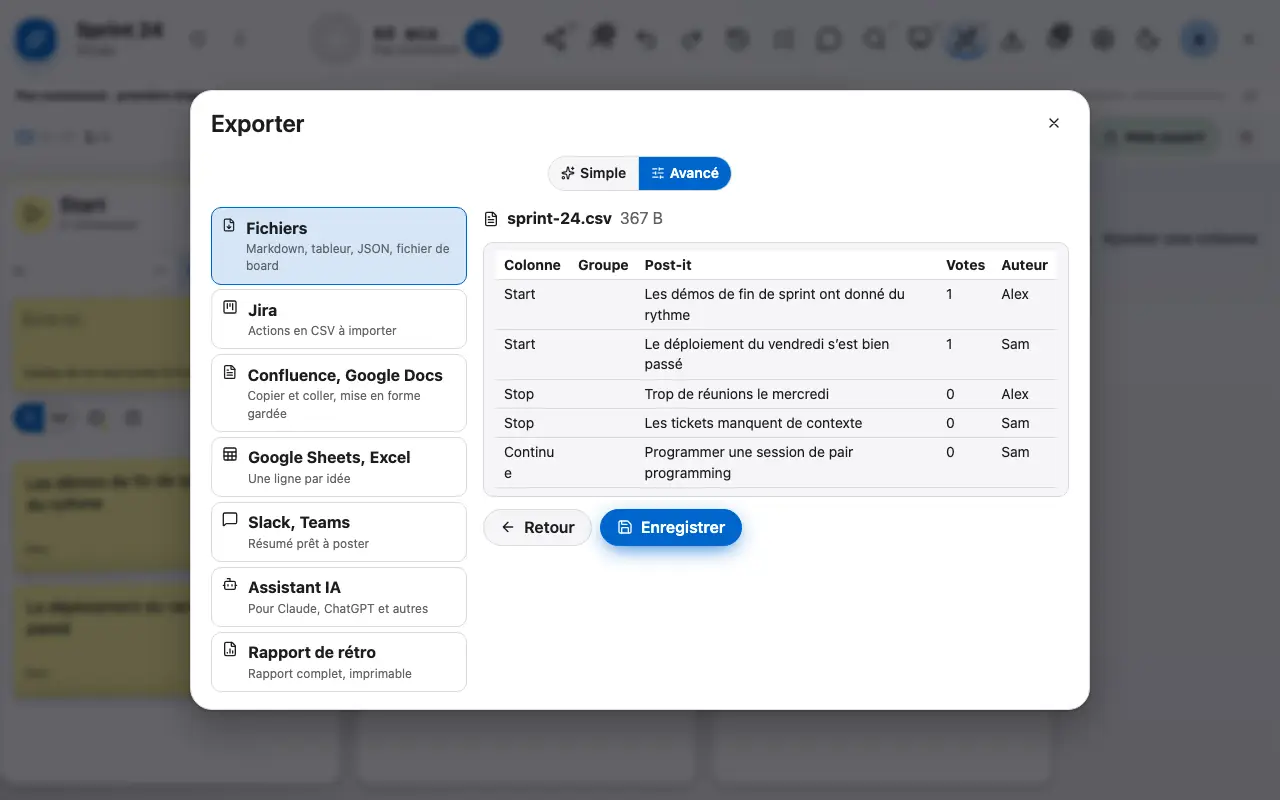 Sprint 24
Exporter
Simple
Avancé
Fichiers
Markdown, tableur, JSON, fichier de
board
Jira
Actions en CSV à importer
Confluence, Google Docs
Copier et coller, mise en forme
gardée
Google Sheets, Excel
Une ligne par idée
Slack, Teams
Résumé prêt à poster
Assistant IA
Pour Claude, ChatGPT et autres
Rapport de rétro
Rapport complet, imprimable
sprint-24.csv 367 B
Colonne Groupe Post-it Votes Auteur
Start Les démos de fin de sprint ont donné du 1 Alex
rythme
Start Le déploiement du vendredi s’est bien 1 Sam
passé
Stop Trop de réunions le mercredi 0 Alex
Stop Les tickets manquent de contexte 0 Sam
Continu Programmer une session de pair 0 Sam
e programming
Retour
Enregistrer
Start